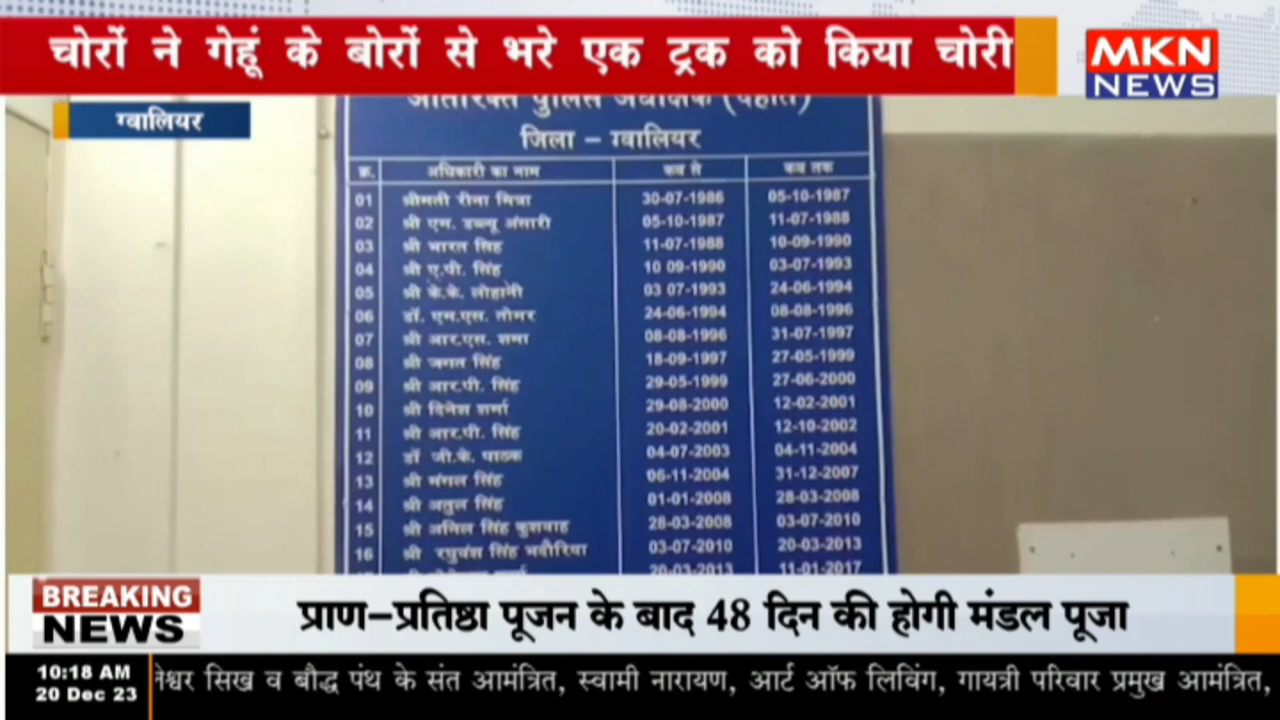 चोरों ने गेहूं के बोरों से भरे एक ट्रक को किया चोरी
MKN
NEWS
ग्वालियर
जिला – ग्वालियर
क्र. अधिकारी का नाम कब से कब तक
01 श्रीमती रीना मित्रा 30-07-1986 05-10-1987
02 श्री एम. डब्ल्यू अंसारी 05-10-1987 11-07-1988
03 श्री भारत सिंह 11-07-1988 10-09-1990
04 श्री ए.पी. सिंह 10 09-1990 03-07-1993
05 श्री के.के. लोहानी 03 07-1993 24-06-1994
06 डॉ. एम.एस. तोमर 24-06-1994 08-08-1996
07 श्री आर.एस. शमा 08-08-1996 31-07-1997
08 श्री जगत सिंह 18-09-1997 27-05-1999
09 श्री आर.पी. सिंह 29-05-1999 27-06-2000
10 श्री दिनेश शर्मा 29-08-2000 12-02-2001
11 श्री आर.पी. सिंह 20-02-2001 12-10-2002
12 डॉ जी.के. पाठक 04-07-2003 04-11-2004
13 श्री मंगल सिंह 06-11-2004 31-12-2007
14 श्री अतुल सिंह 01-01-2008 28-03-2008
15 श्री अनिल सिंह कुशवाह 28-03-2008 03-07-2010
16 श्री रघुवंश सिंह भदौरिया 03-07-2010 20-03-2013
20-03-2013 11-01-2017
BREAKING
NEWS
प्राण–प्रतिष्ठा पूजन के बाद 48 दिन की होगी मंडल पूजा
10:18 AM
20 Dec 23
नेश्वर सिख व बौद्ध पंथ के संत आमंत्रित, स्वामी नारायण, आर्ट ऑफ लिविंग, गायत्री परिवार प्रमुख आमंत्रित,